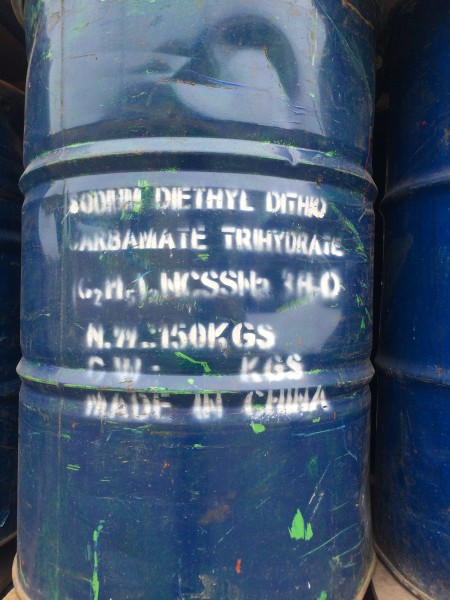 SODIUM DIETHYL DITHIO
CARBAMATE TRIHYDRATE
(C2H5)2NCSSNa 3H2O
N.W.:150KGS
G.W.: KGS
MADE IN CHINA